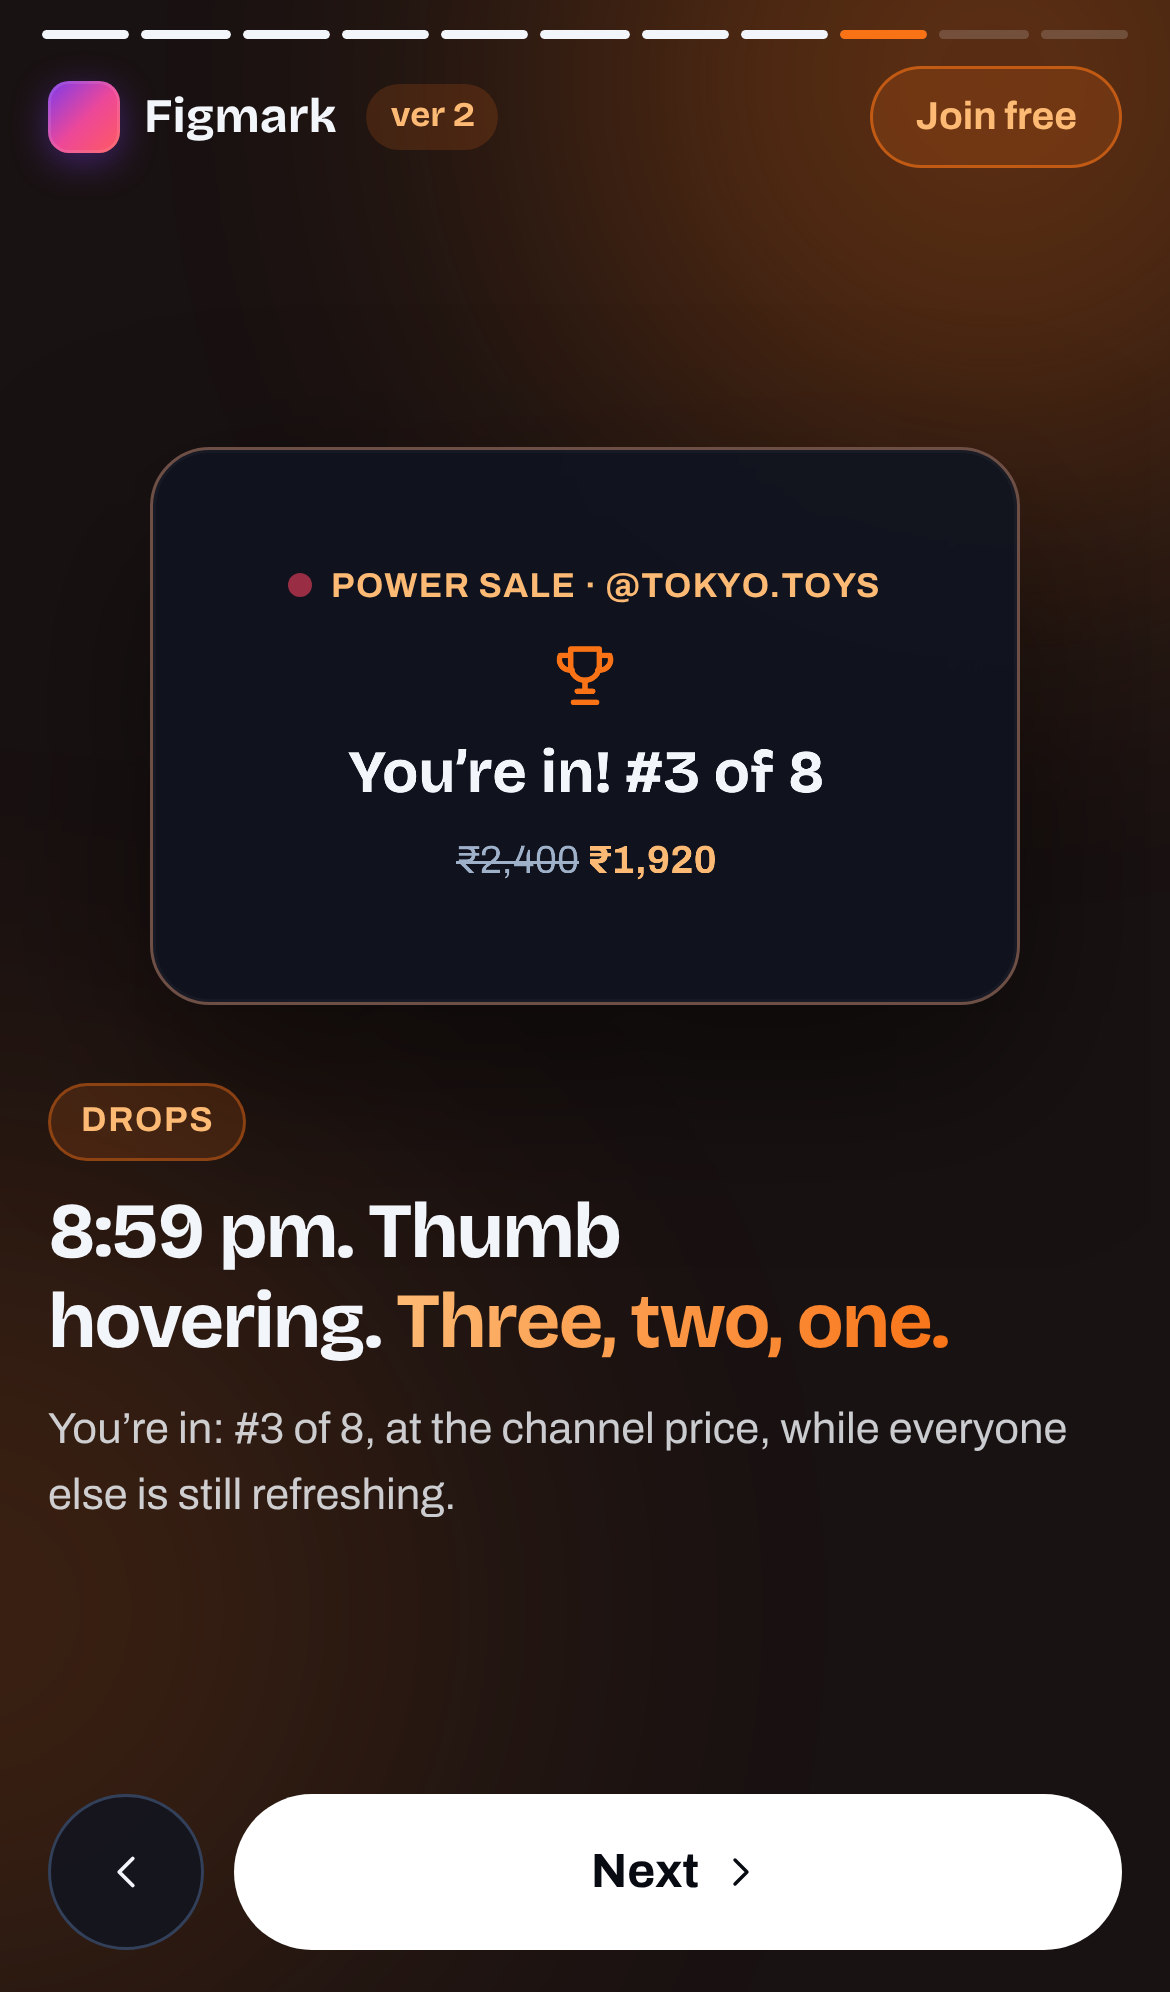 Figmark
ver 2
Join free
POWER SALE · @TOKYO.TOYS
You’re in! #3 of 8
₹2,400 ₹1,920
DROPS
8:59 pm. Thumb
hovering. Three, two, one.
You’re in: #3 of 8, at the channel price, while everyone
else is still refreshing.
Next